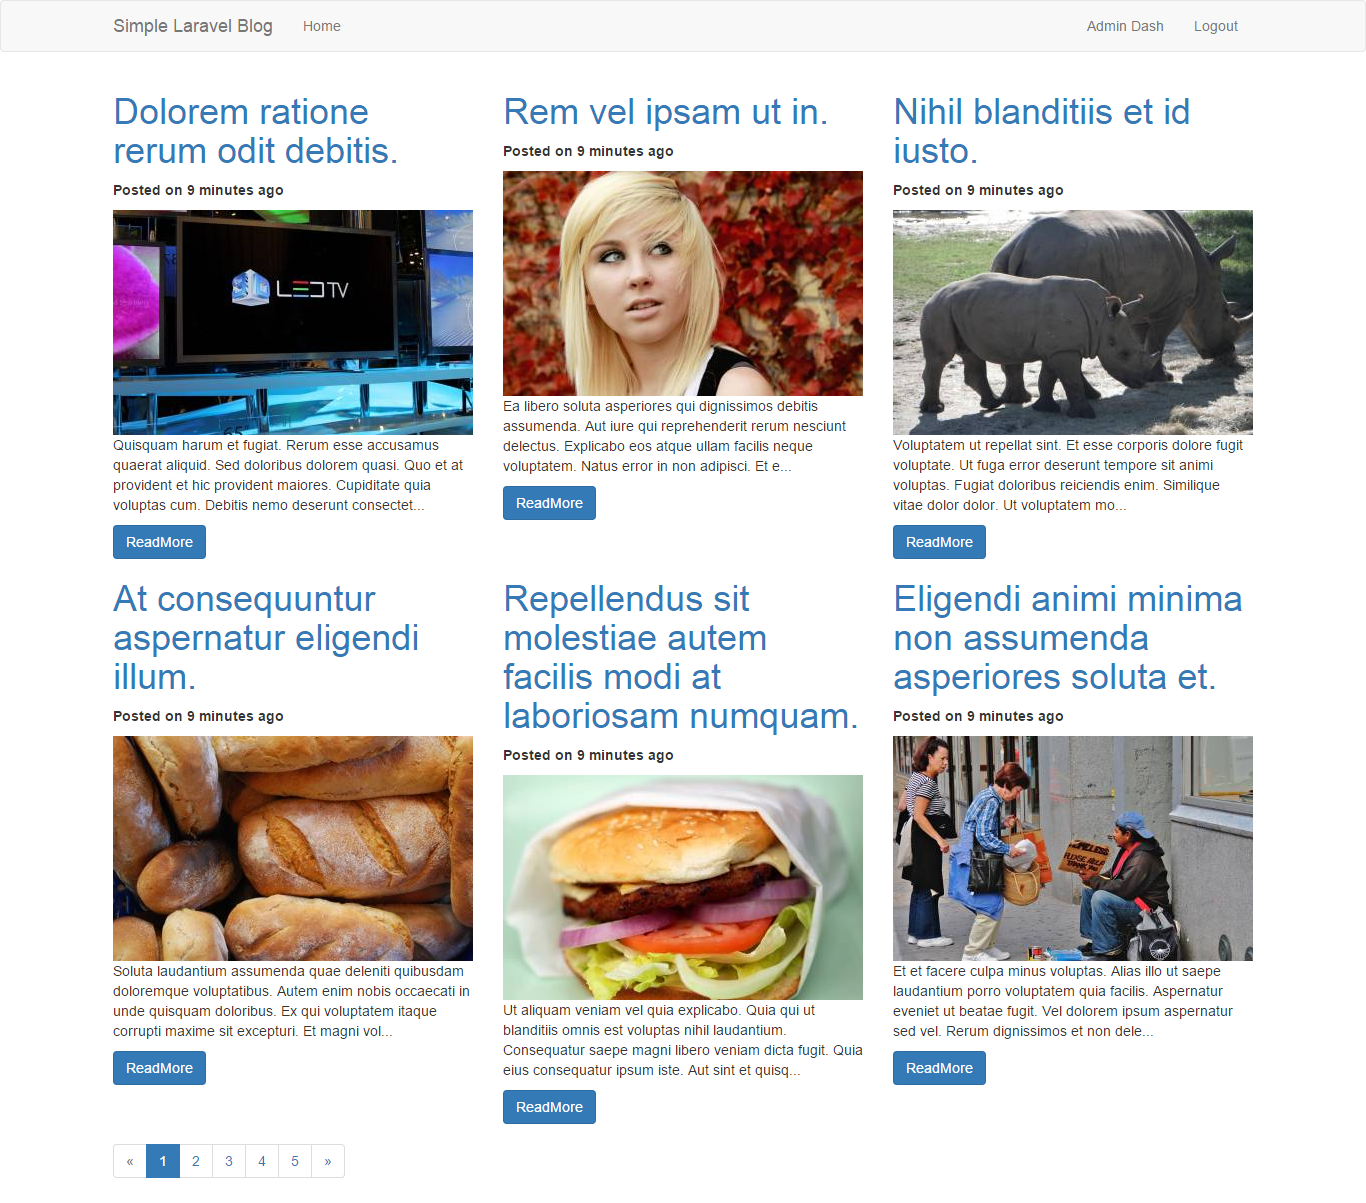 Simple Laravel Blog
Home
Admin Dash
Logout
Dolorem ratione
rerum odit debitis.
Posted on 9 minutes ago
LED TV
65"
Quisquam harum et fugiat. Rerum esse accusamus
quaerat aliquid. Sed doloribus dolorem quasi. Quo et at
provident et hic provident maiores. Cupiditate quia
voluptas cum. Debitis nemo deserunt consectet...
ReadMore
Rem vel ipsam ut in.
Posted on 9 minutes ago
Ea libero soluta asperiores qui dignissimos debitis
assumenda. Aut iure qui reprehenderit rerum nesciunt
delectus. Explicabo eos atque ullam facilis neque
voluptatem. Natus error in non adipisci. Et e...
ReadMore
Nihil blanditiis et id
iusto.
Posted on 9 minutes ago
Voluptatem ut repellat sint. Et esse corporis dolore fugit
voluptate. Ut fuga error deserunt tempore sit animi
voluptas. Fugiat doloribus reiciendis enim. Similique
vitae dolor dolor. Ut voluptatem mo...
ReadMore
At consequuntur
aspernatur eligendi
illum.
Posted on 9 minutes ago
Soluta laudantium assumenda quae deleniti quibusdam
doloremque voluptatibus. Autem enim nobis occaecati in
unde quisquam doloribus. Ex qui voluptatem itaque
corrupti maxime sit excepturi. Et magni vol...
ReadMore
Repellendus sit
molestiae autem
facilis modi at
laboriosam numquam.
Posted on 9 minutes ago
Ut aliquam veniam vel quia explicabo. Quia qui ut
blanditiis omnis est voluptas nihil laudantium.
Consequatur saepe magni libero veniam dicta fugit. Quia
eius consequatur ipsum iste. Aut sint et quisq...
ReadMore
Eligendi animi minima
non assumenda
asperiores soluta et.
Posted on 9 minutes ago
PLEASE
Et et facere culpa minus voluptas. Alias illo ut saepe
laudantium porro voluptatem quia facilis. Aspernatur
eveniet ut beatae fugit. Vel dolorem ipsum aspernatur
sed vel. Rerum dignissimos et non dele...
ReadMore
« 1 2 3 4 5 »